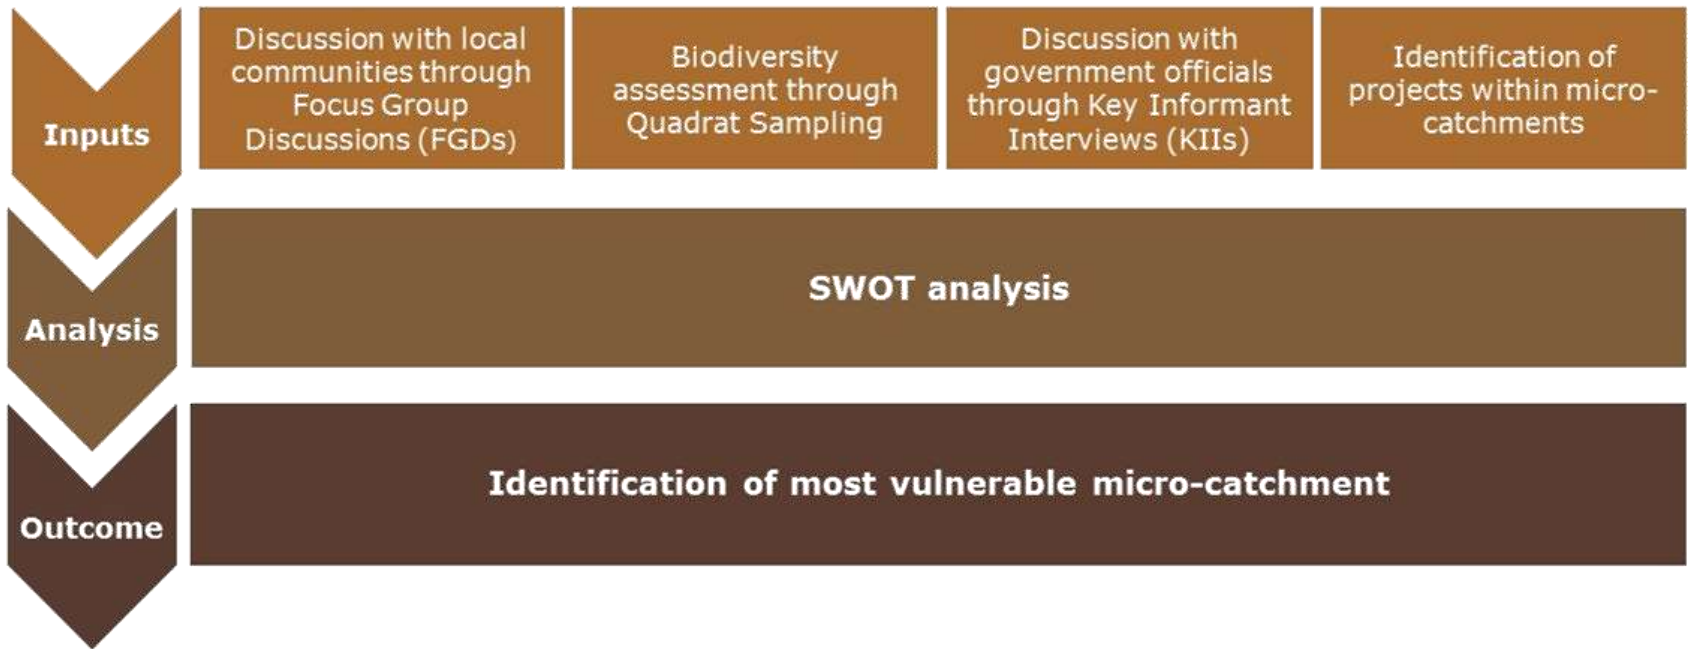 Inputs
Discussion with local
communities through
Focus Group
Discussions (FGDs)
Biodiversity
assessment through
Quadrat Sampling
Discussion with
government officials
through Key Informant
Interviews (KIIs)
Identification of
projects within micro-
catchments
Analysis
SWOT analysis
Outcome
Identification of most vulnerable micro-catchment